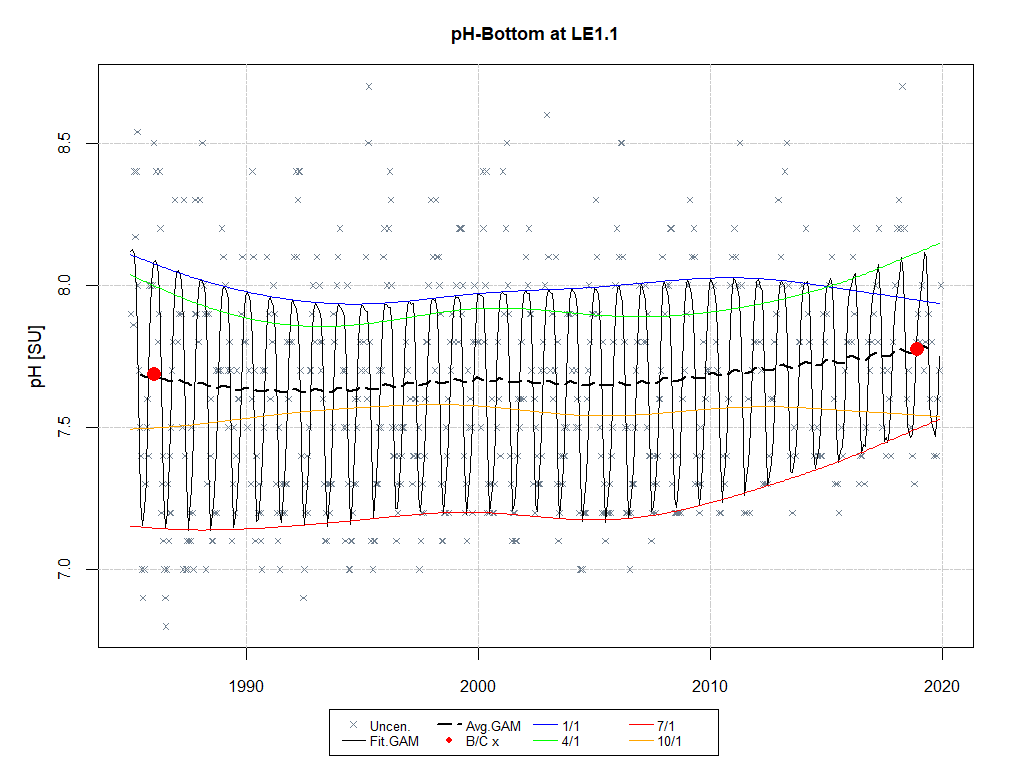 pH-Bottom at LE1.1
pH [SU]
8.5
8.0
7.5
7.0
1990 2000 2010 2020
Uncen. Avg.GAM 1/1 7/1
Fit.GAM B/C x 4/1 10/1